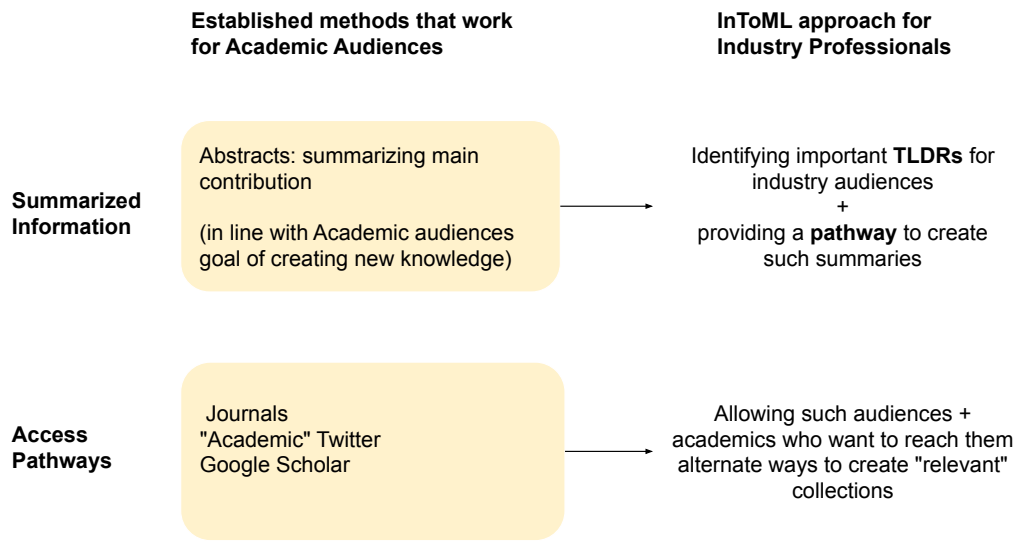 Established methods that work
for Academic Audiences
InToML approach for
Industry Professionals
Summarized
Information
Abstracts: summarizing main
contribution
(in line with Academic audiences
goal of creating new knowledge)
Identifying important TLDRs for
industry audiences
+
providing a pathway to create
such summaries
Access
Pathways
Journals
"Academic" Twitter
Google Scholar
Allowing such audiences +
academics who want to reach them
alternate ways to create "relevant"
collections